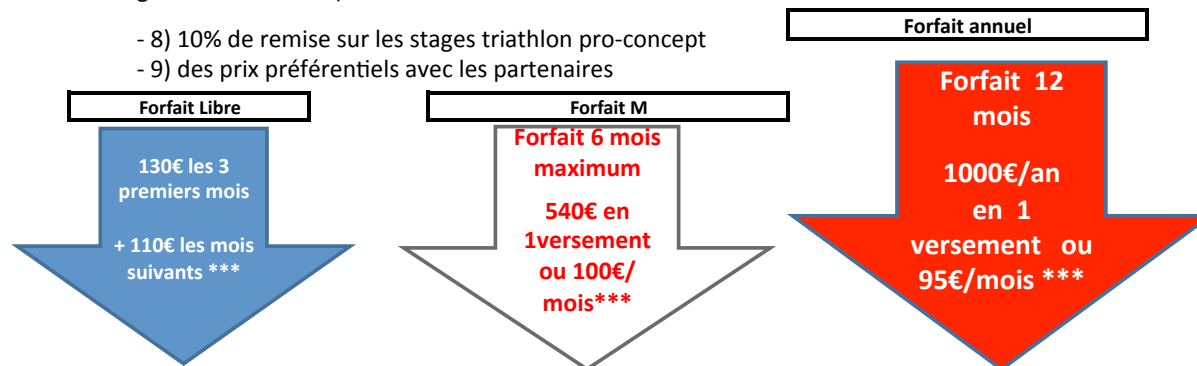 - 8) 10% de remise sur les stages triathlon pro-concept
- 9) des prix préférentiels avec les partenaires
Forfait Libre
130€ les 3
premiers mois
+ 110€ les mois
suivants ***
Forfait M
Forfait 6 mois
maximum
540€ en
1versement
ou 100€/
mois***
Forfait annuel
Forfait 12
mois
1000€/an
en 1
versement ou
95€/mois ***